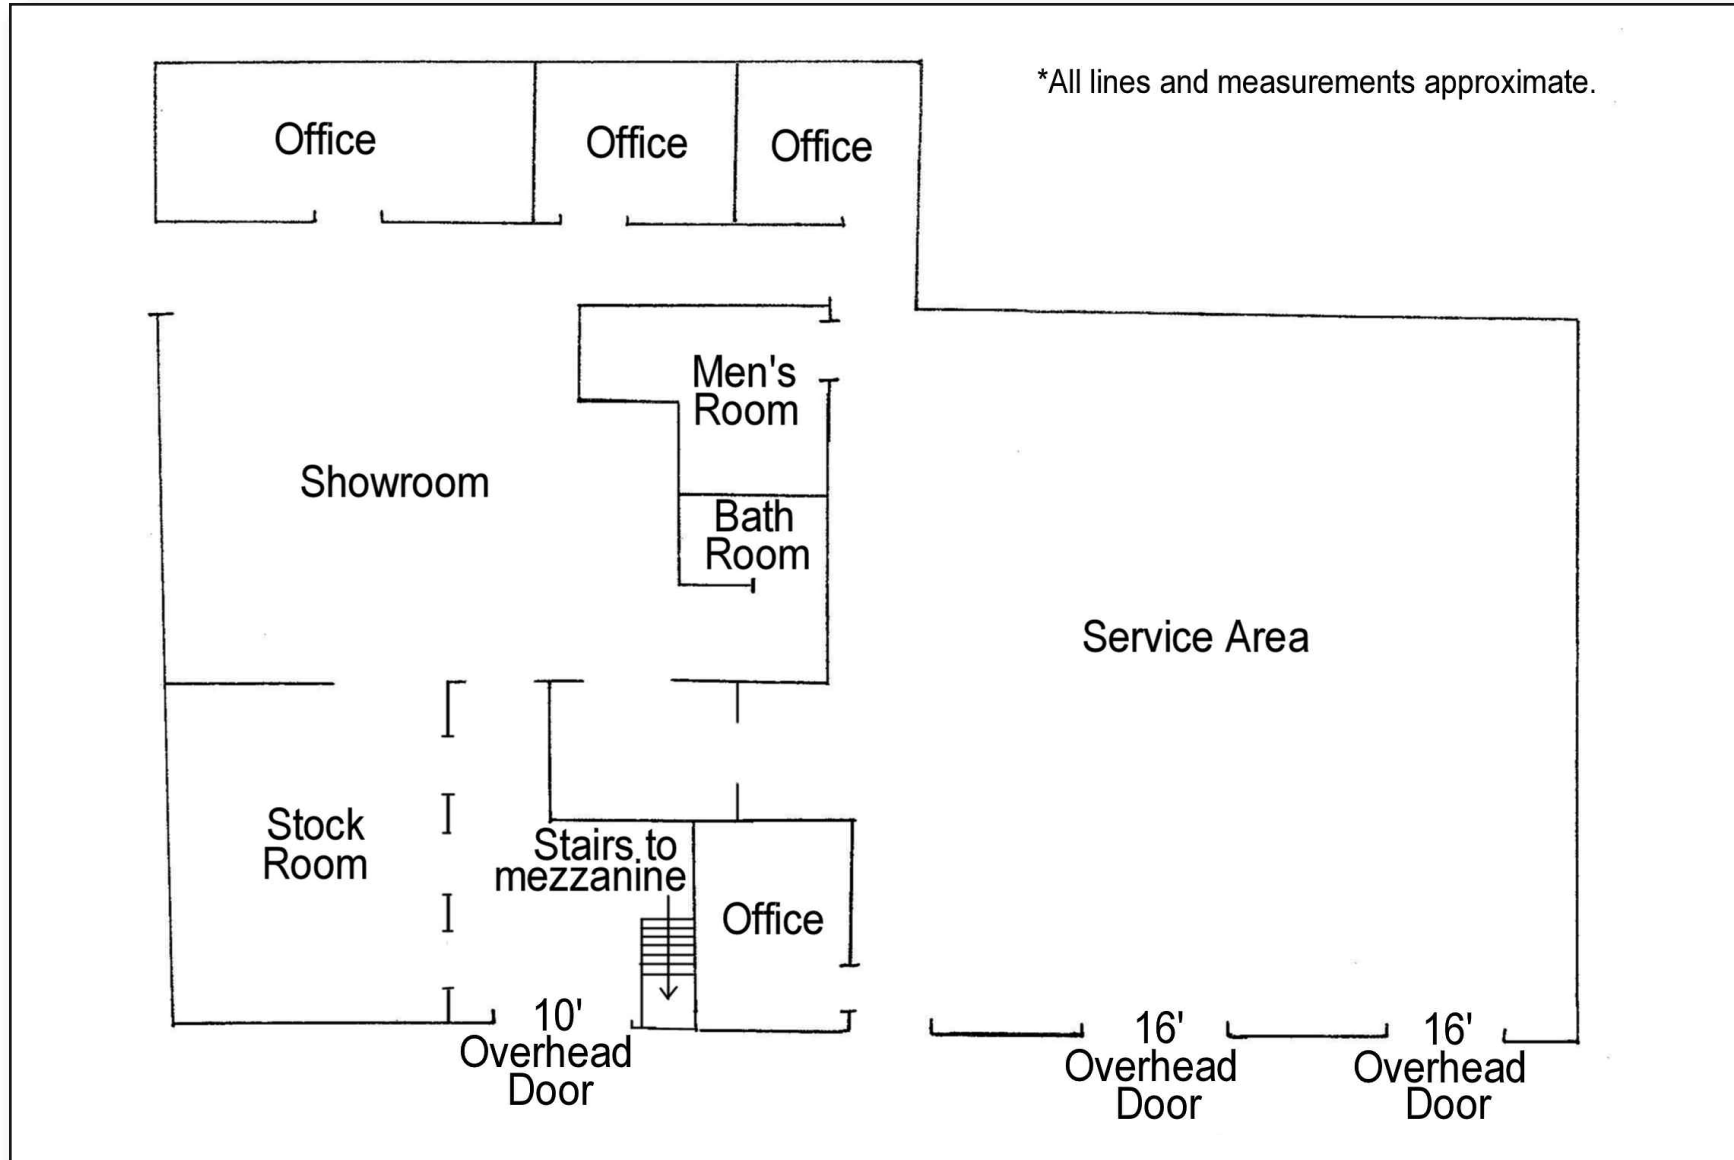 *All lines and measurements approximate.
Office
Office
Office
Men's
Room
Showroom
Bath
Room
Service Area
Stock
Room
Stairs to
mezzanine
Office
10'
Overhead
Door
16'
Overhead
Door
16'
Overhead
Door